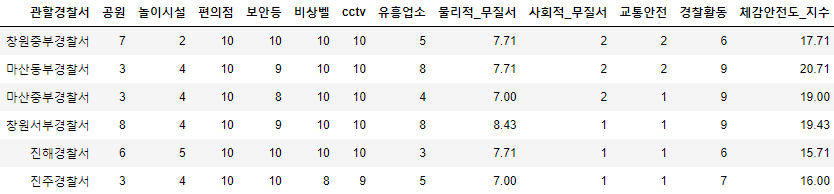 관할경찰서 공원 놀이시설 편의점 보안등 비상벨 cctv 유흥업소 물리적_무질서 사회적_무질서 교통안전 경찰활동 체감안전도_지수
창원중부경찰서 7 2 10 10 10 10 5 7.71 2 2 6 17.71
마산동부경찰서 3 4 10 9 10 10 8 7.71 2 2 9 20.71
마산중부경찰서 3 4 10 8 10 10 4 7.00 2 1 9 19.00
창원서부경찰서 8 4 10 9 10 10 8 8.43 1 1 9 19.43
진해경찰서 6 5 10 10 10 10 3 7.71 1 1 6 15.71
진주경찰서 3 4 10 10 8 9 5 7.00 1 1 7 16.00